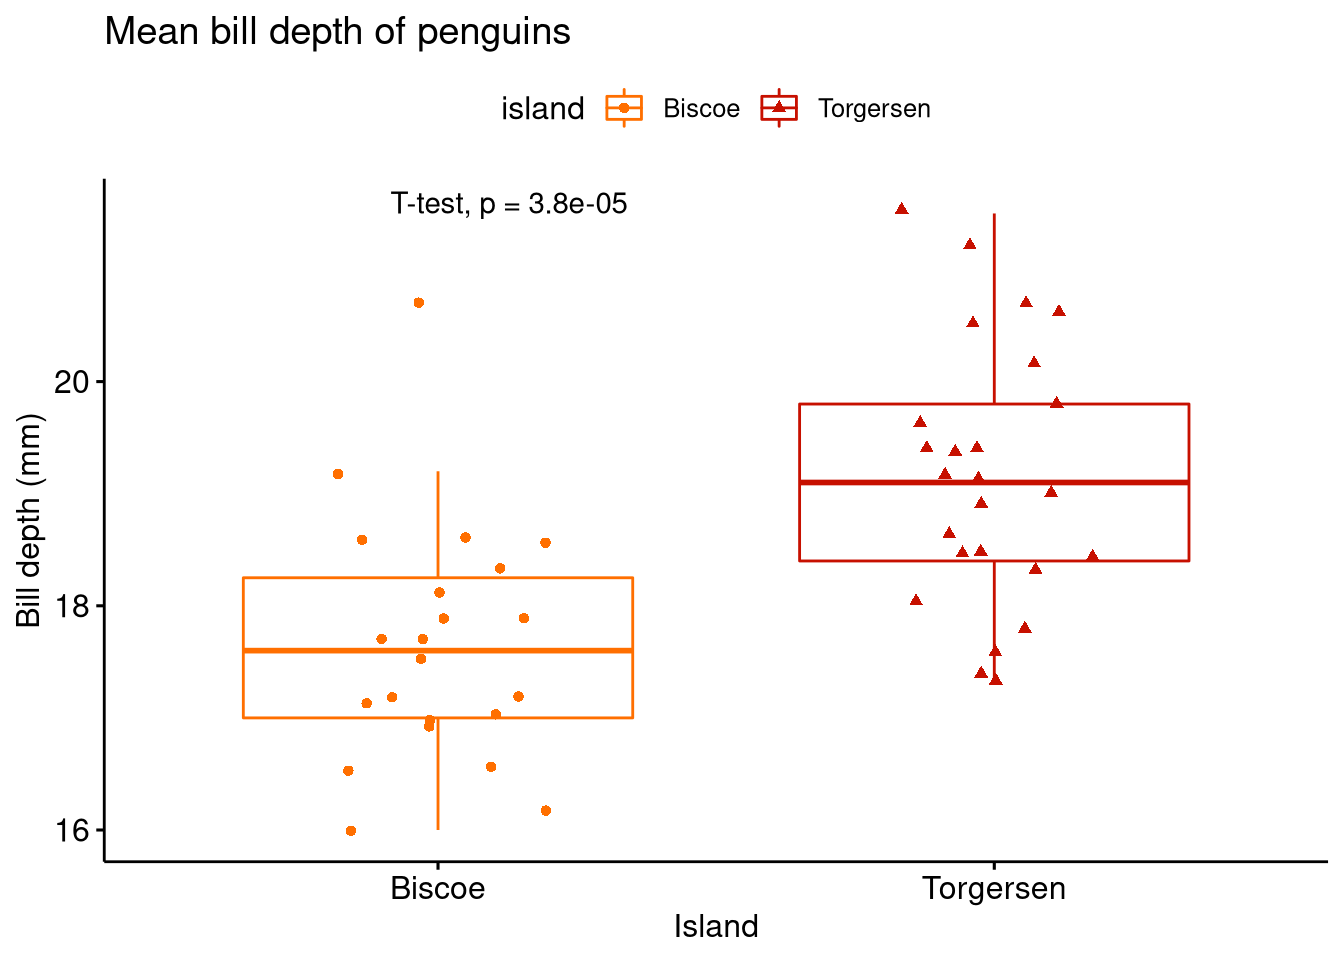 Mean bill depth of penguins
island Biscoe Torgersen
T-test, p = 3.8e-05
Bill depth (mm)
20
18
16
Biscoe Torgersen
Island